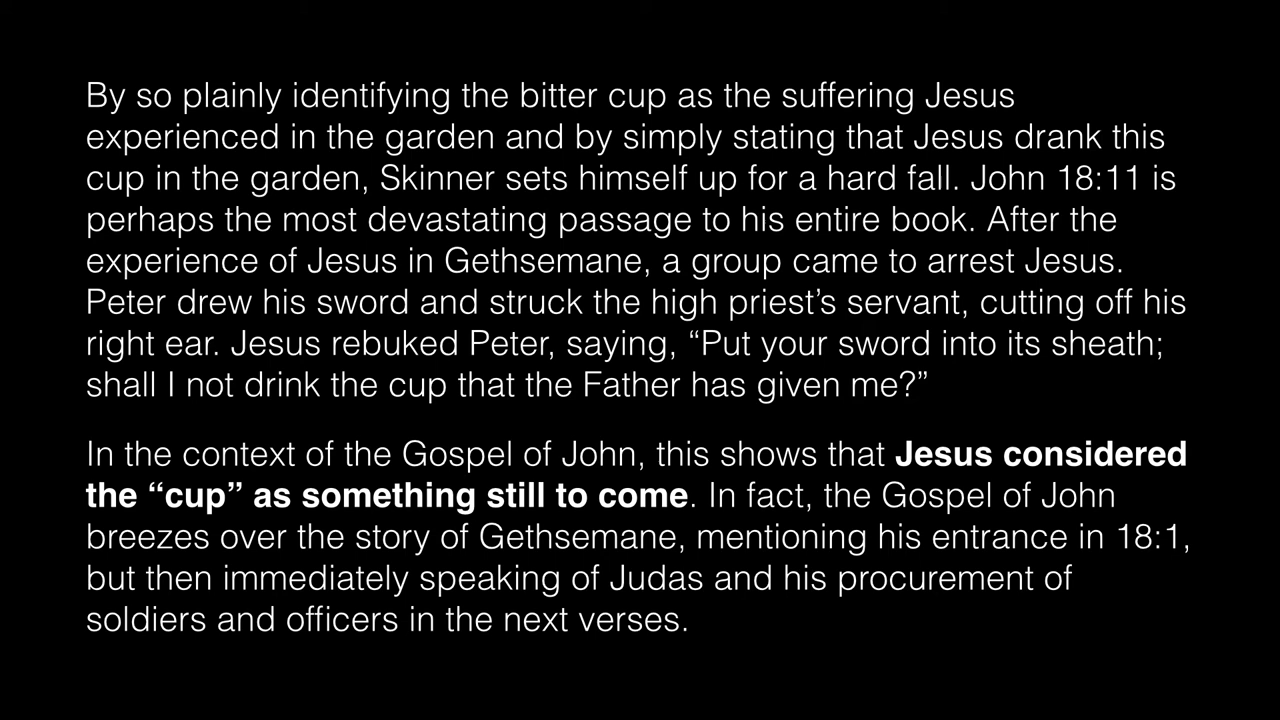 By so plainly identifying the bitter cup as the suffering Jesus
experienced in the garden and by simply stating that Jesus drank this
cup in the garden, Skinner sets himself up for a hard fall. John 18:11 is
perhaps the most devastating passage to his entire book. After the
experience of Jesus in Gethsemane, a group came to arrest Jesus.
Peter drew his sword and struck the high priest’s servant, cutting off his
right ear. Jesus rebuked Peter, saying, “Put your sword into its sheath;
shall I not drink the cup that the Father has given me?”
In the context of the Gospel of John, this shows that Jesus considered
the “cup” as something still to come. In fact, the Gospel of John
breezes over the story of Gethsemane, mentioning his entrance in 18:1,
but then immediately speaking of Judas and his procurement of
soldiers and officers in the next verses.